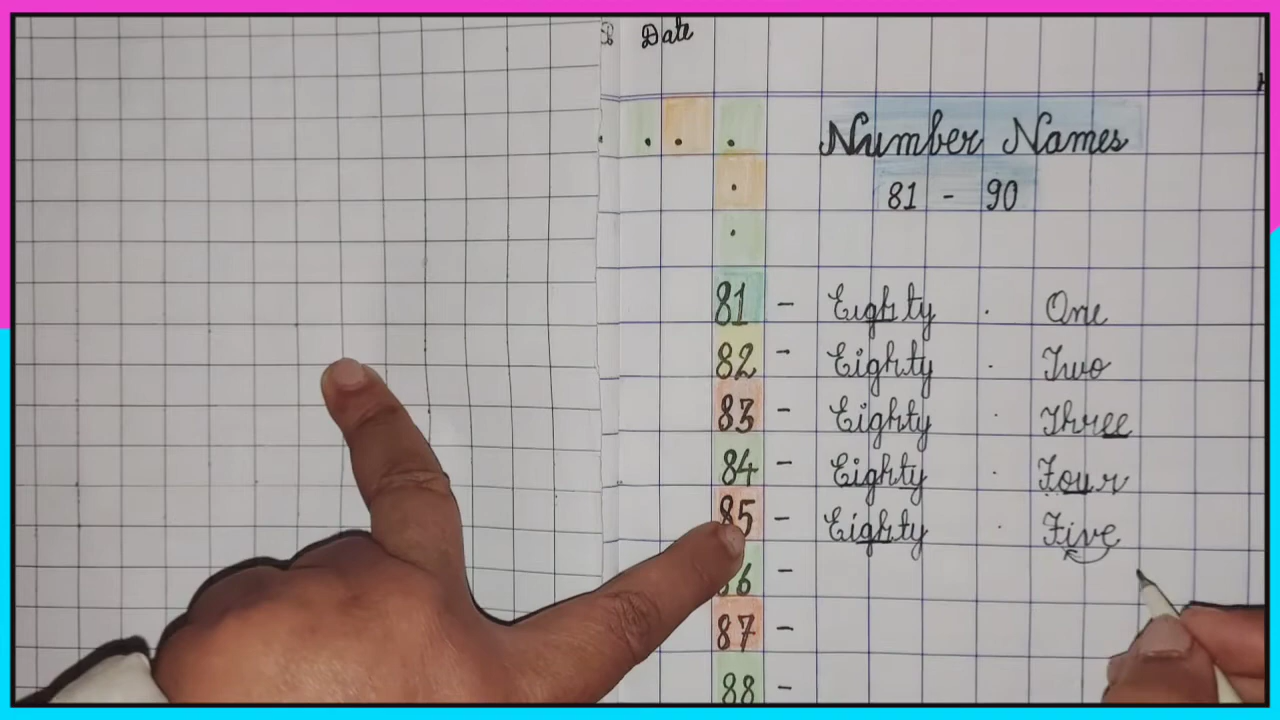 Date
Number Names
81 - 90
81 - Eighty . One
82 - Eighty . Two
83 - Eighty . Three
84 - Eighty . Four
85 - Eighty . Five
86 -
87 -
88 -